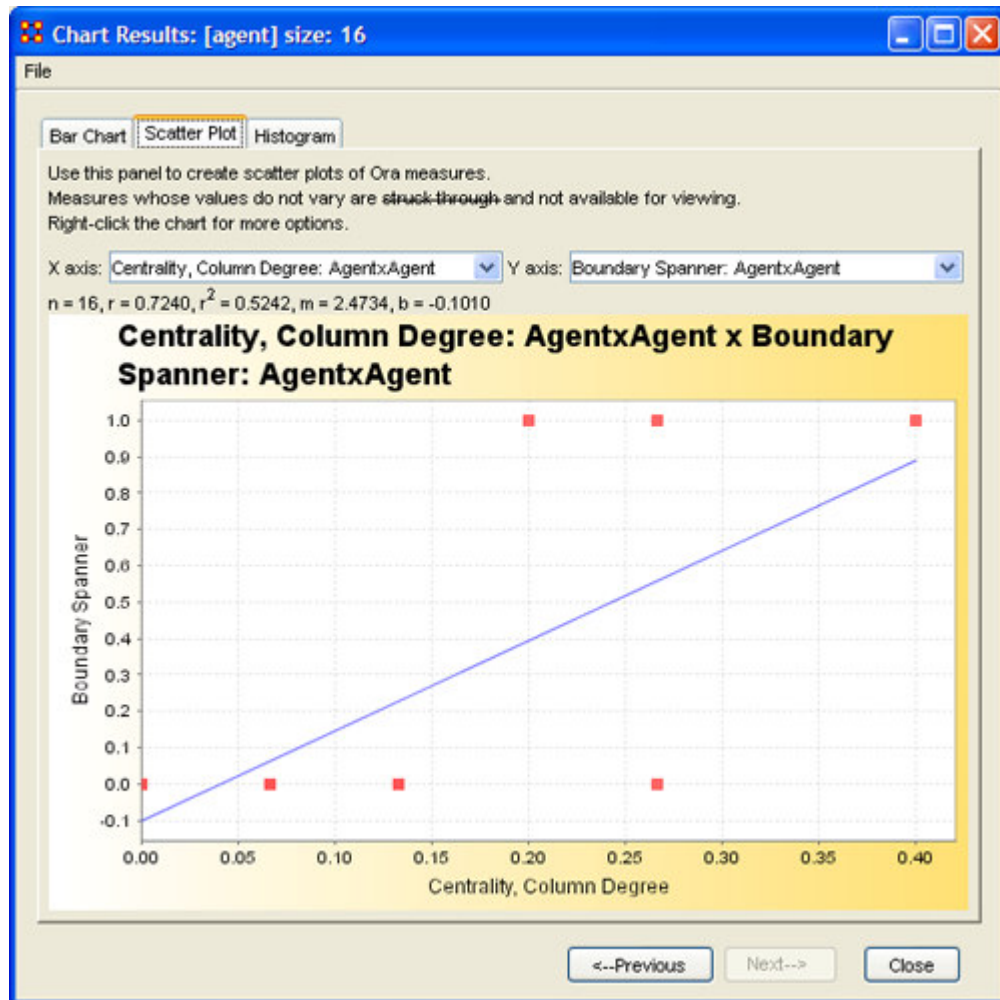 Chart Results: [agent] size: 16
File
Bar Chart Scatter Plot Histogram
Use this panel to create scatter plots of Ora measures.
Measures whose values do not vary are struck through and not available for viewing.
Right-click the chart for more options.
X axis: Centrality, Column Degree: AgentxAgent Y axis: Boundary Spanner: AgentxAgent
n = 16, r = 0.7240, r² = 0.5242, m = 2.4734, b = -0.1010
Centrality, Column Degree: AgentxAgent x Boundary
Spanner: AgentxAgent
1.0
0.9
0.8
0.7
0.6
0.5
0.4
0.3
0.2
0.1
0.0
-0.1
Boundary Spanner
0.00 0.05 0.10 0.15 0.20 0.25 0.30 0.35 0.40
Centrality, Column Degree
<--Previous Next--> Close